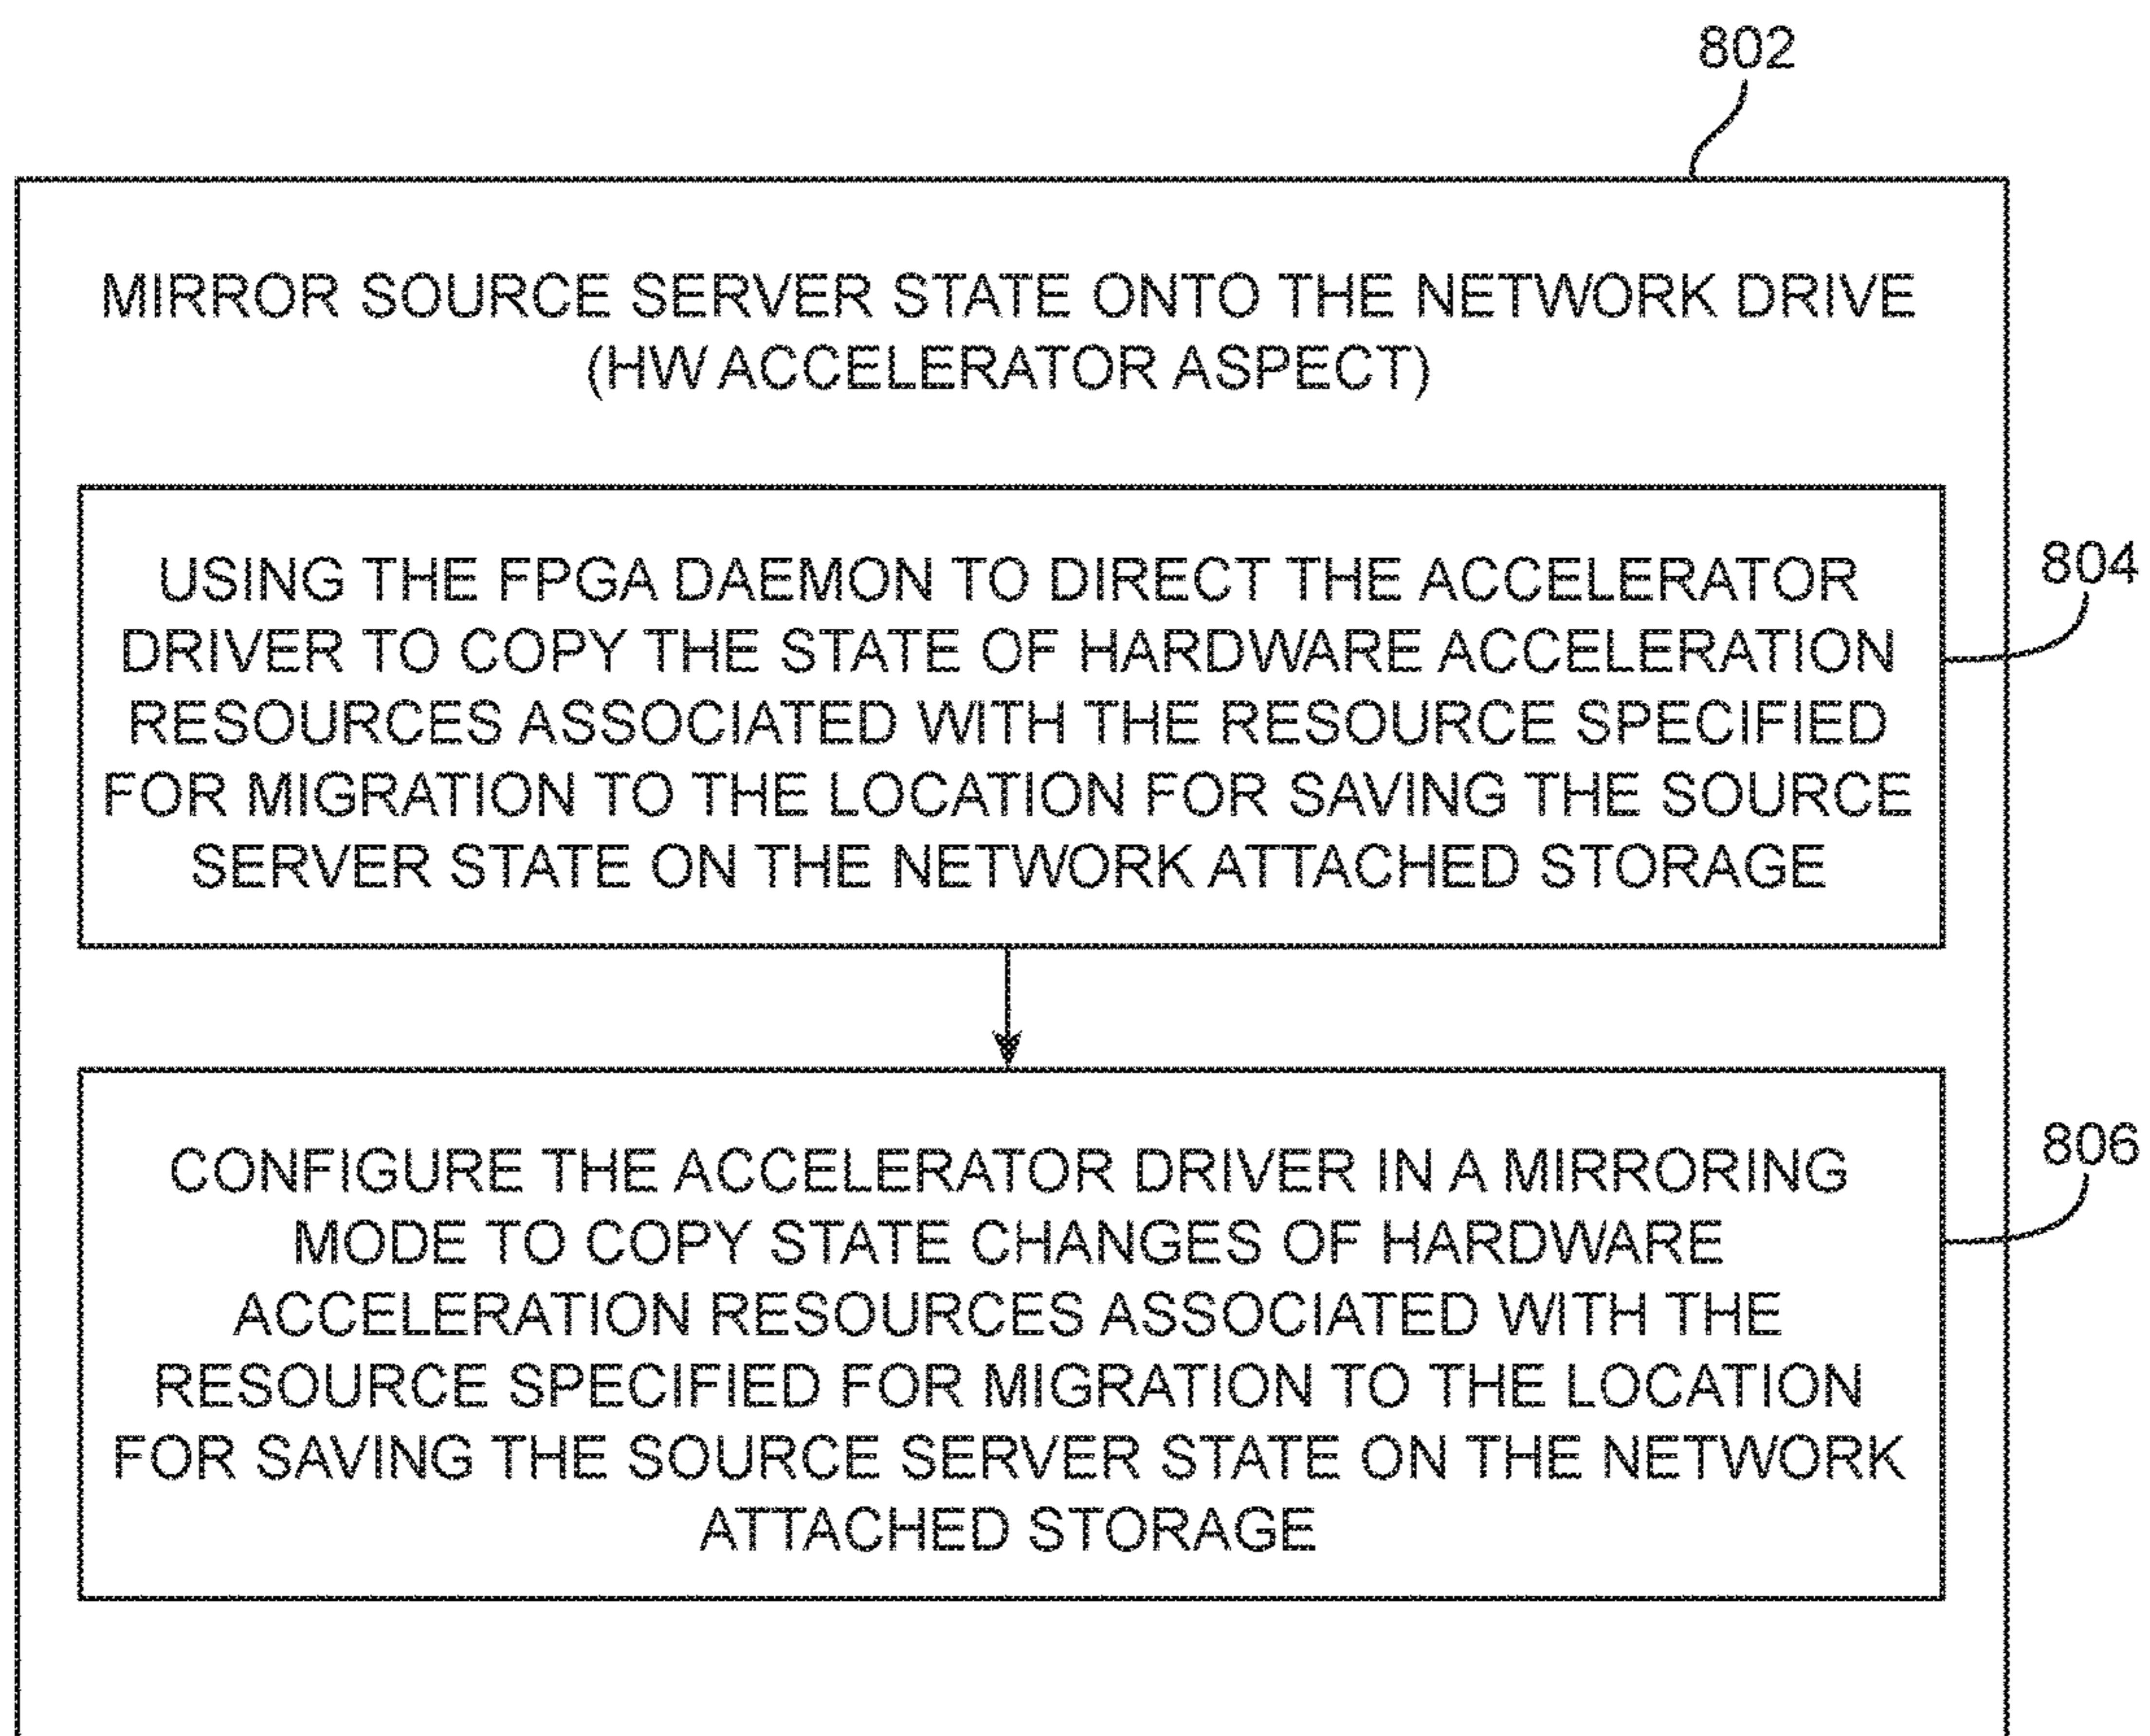 802
MIRROR SOURCE SERVER STATE ONTO THE NETWORK DRIVE
(HW ACCELERATOR ASPECT)
804
USING THE FPGA DAEMON TO DIRECT THE ACCELERATOR
DRIVER TO COPY THE STATE OF HARDWARE ACCELERATION
RESOURCES ASSOCIATED WITH THE RESOURCE SPECIFIED
FOR MIGRATION TO THE LOCATION FOR SAVING THE SOURCE
SERVER STATE ON THE NETWORK ATTACHED STORAGE
806
CONFIGURE THE ACCELERATOR DRIVER IN A MIRRORING
MODE TO COPY STATE CHANGES OF HARDWARE
ACCELERATION RESOURCES ASSOCIATED WITH THE
RESOURCE SPECIFIED FOR MIGRATION TO THE LOCATION
FOR SAVING THE SOURCE SERVER STATE ON THE NETWORK
ATTACHED STORAGE